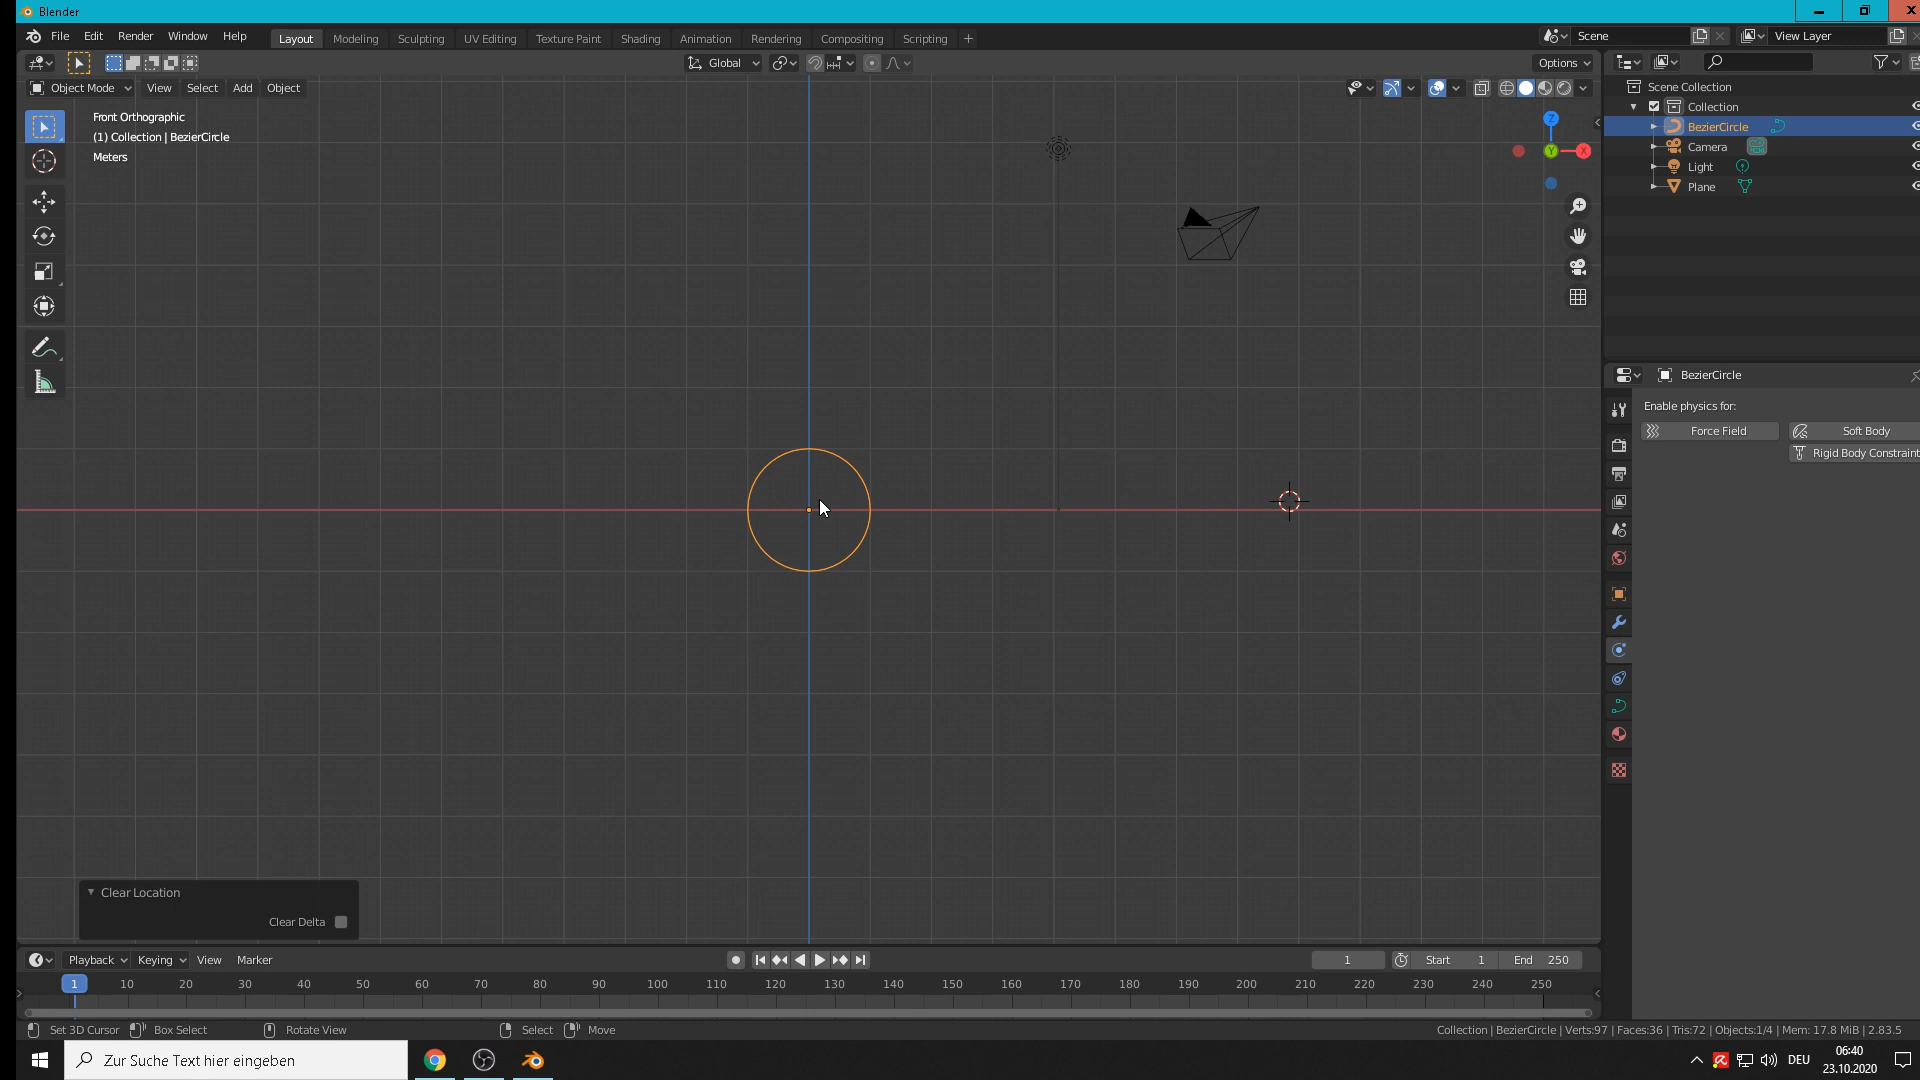 Blender
File Edit Render Window Help Layout Modeling Sculpting UV Editing Texture Paint Shading Animation Rendering Compositing Scripting + Scene View Layer
Global Options
Object Mode View Select Add Object
Front Orthographic
(1) Collection | BezierCircle
Meters
Z
Y
X
Scene Collection
Collection
BezierCircle
Camera
Light
Plane
BezierCircle
Enable physics for:
Force Field Soft Body
Rigid Body Constraint
Clear Location
Clear Delta
Playback Keying View Marker 1 Start 1 End 250
1 10 20 30 40 50 60 70 80 90 100 110 120 130 140 150 160 170 180 190 200 210 220 230 240 250
Set 3D Cursor Box Select Rotate View Select Move Collection | BezierCircle | Verts:97 | Faces:36 | Tris:72 | Objects:1/4 | Mem: 17.8 MiB | 2.83.5
Zur Suche Text hier eingeben DEU 06:40
23.10.2020